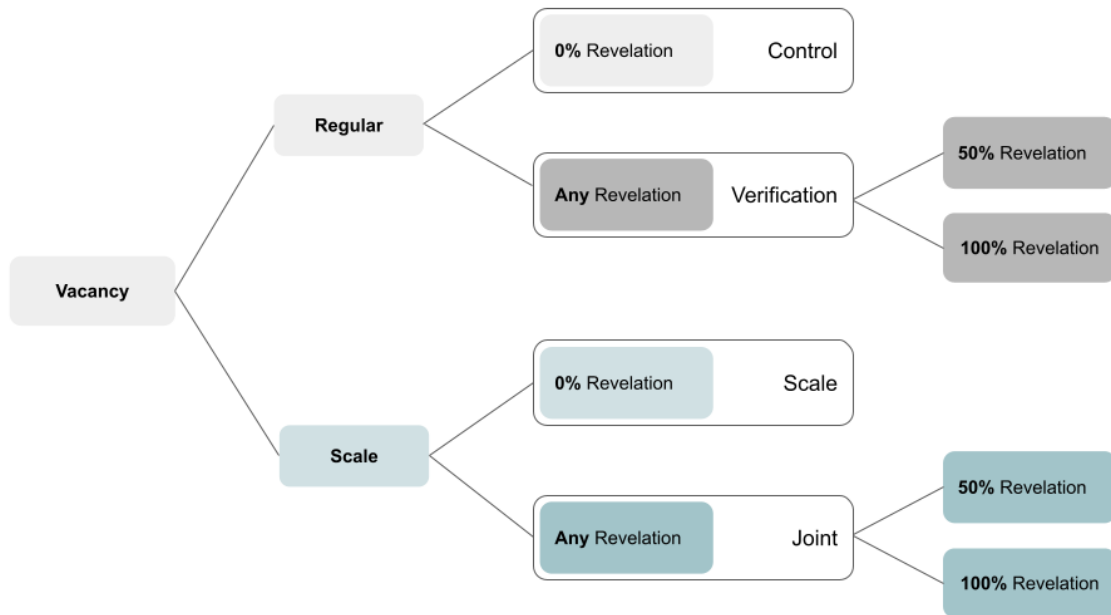 0% Revelation Control
Regular
50% Revelation
Any Revelation Verification
100% Revelation
Vacancy
0% Revelation Scale
Scale
50% Revelation
Any Revelation Joint
100% Revelation